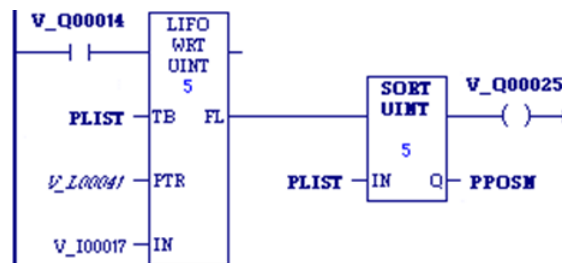 V_Q00014
LIFO
WRT
UINT
5
PLIST TB FL
V_L00041 PTR
V_I00017 IN
SORT
UINT
5
V_Q00025
PLIST IN Q PPOSN